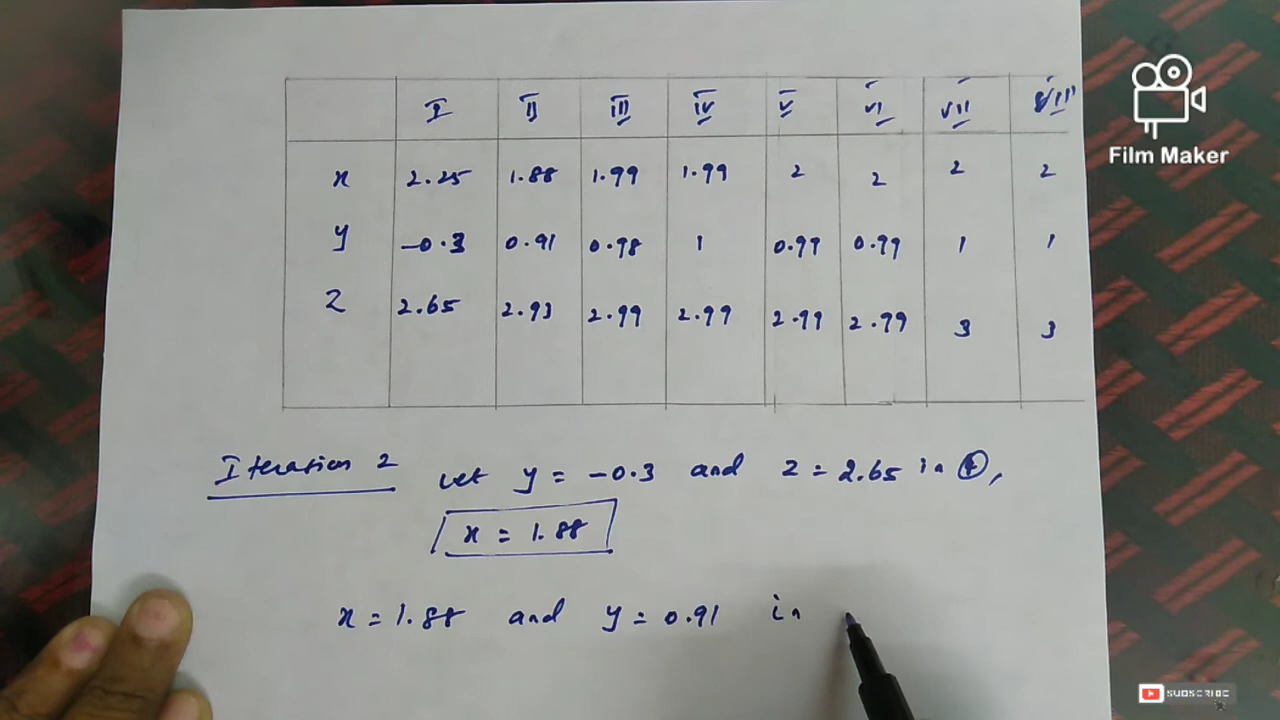 I II III IV V VI VII VIII
x 2.25 1.88 1.99 1.99 2 2 2 2
y -0.3 0.91 0.98 1 0.99 0.99 1 1
z 2.65 2.93 2.99 2.99 2.99 2.99 3 3
Iteration 2 Let y = -0.3 and z = 2.65 in ④,
x = 1.88
x = 1.88 and y = 0.91 in
Film Maker
SUBSCRIBE